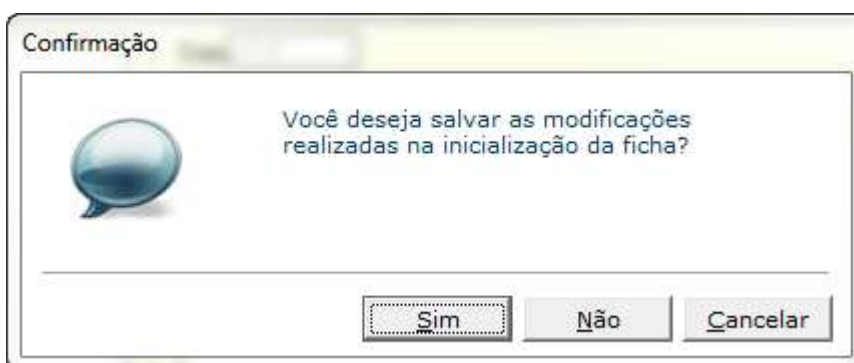 Confirmação
Você deseja salvar as modificações
realizadas na inicialização da ficha?
Sim
Não
Cancelar